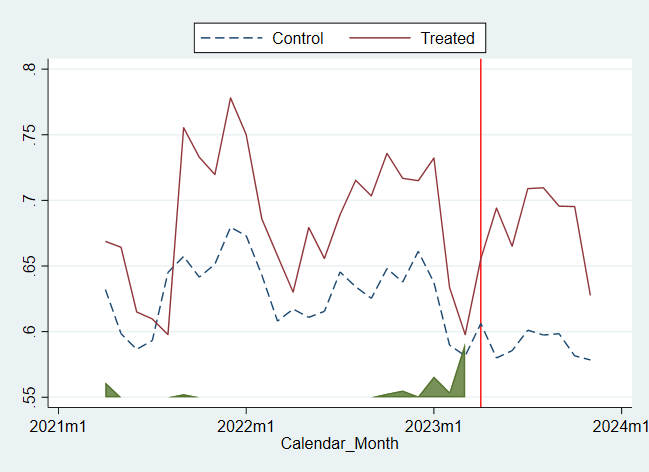 Control Treated
.8
.75
.7
.65
.6
.55
2021m1 2022m1 2023m1 2024m1
Calendar_Month